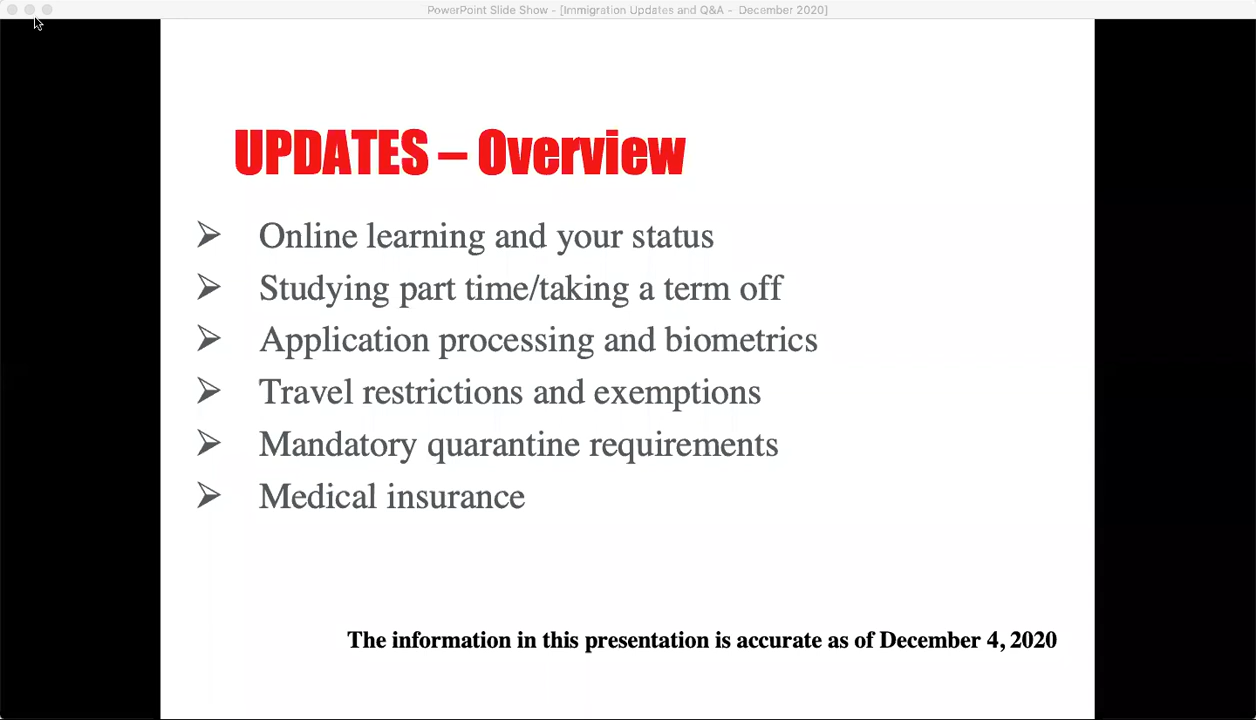 PowerPoint Slide Show - [Immigration Updates and Q&A - December 2020]
UPDATES – Overview
Online learning and your status
Studying part time/taking a term off
Application processing and biometrics
Travel restrictions and exemptions
Mandatory quarantine requirements
Medical insurance
The information in this presentation is accurate as of December 4, 2020